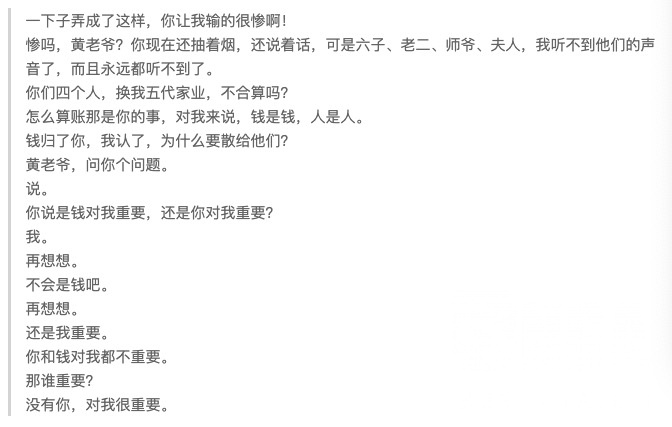 一下子弄成了这样，你让我输的很惨啊！
惨吗，黄老爷？你现在还抽着烟，还说着话，可是六子、老二、师爷、夫人，我听不到他们的声
音了，而且永远都听不到了。
你们四个人，换我五代家业，不合算吗？
怎么算账那是你的事，对我来说，钱是钱，人是人。
钱归了你，我认了，为什么要散给他们？
黄老爷，问你个问题。
说。
你说是钱对我重要，还是你对我重要？
我。
再想想。
不会是钱吧。
再想想。
还是我重要。
你和钱对我都不重要。
那谁重要？
没有你，对我很重要。